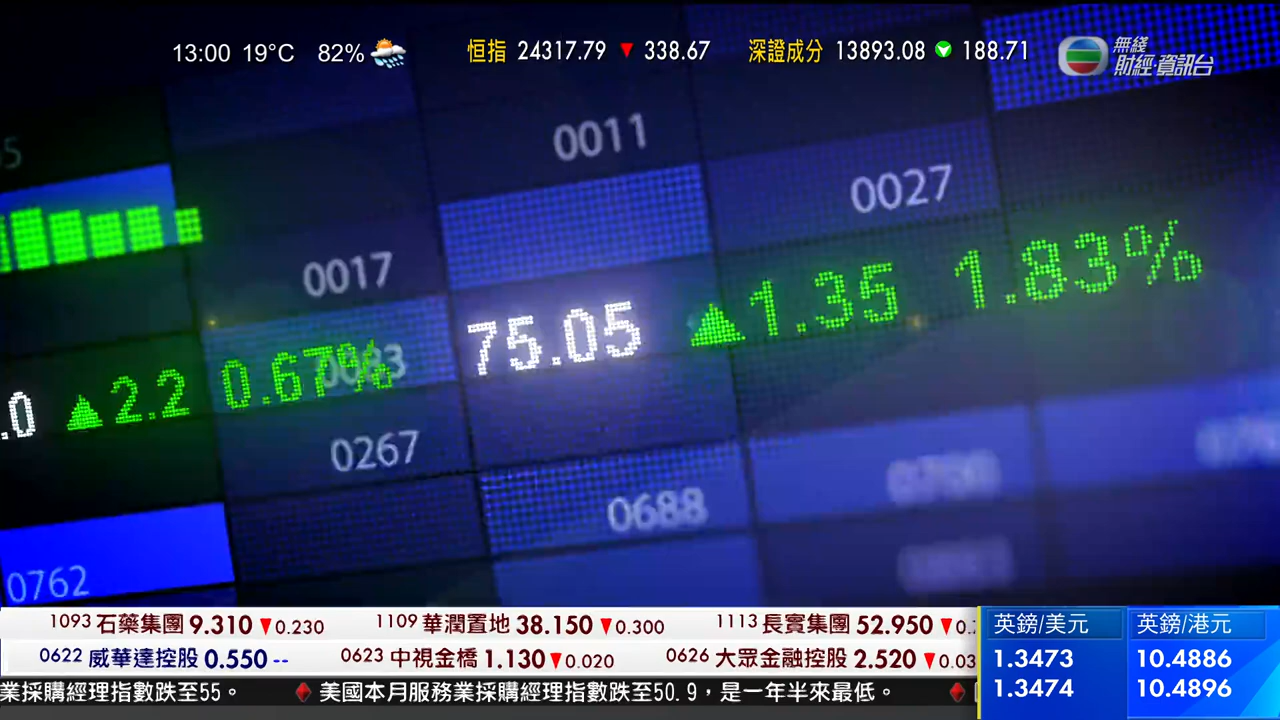 13:00 19°C 82% 恒指 24317.79 ▼ 338.67 深證成分 13893.08 188.71
無綫
財經·資訊台
0011
0027
0017
75.05 ▲1.35 1.83%
.0 ▲2.2 0.67%
0267
0688
0700
0762
1093 石藥集團 9.310 ▼0.230 1109 華潤置地 38.150 ▼0.300 1113 長實集團 52.950 ▼0.
0622 威華達控股 0.550 -- 0623 中視金橋 1.130 ▼0.020 0626 大眾金融控股 2.520 ▼0.03
業採購經理指數跌至55。 美國本月服務業採購經理指數跌至50.9，是一年半來最低。
英鎊/美元
1.3473
1.3474
英鎊/港元
10.4886
10.4896